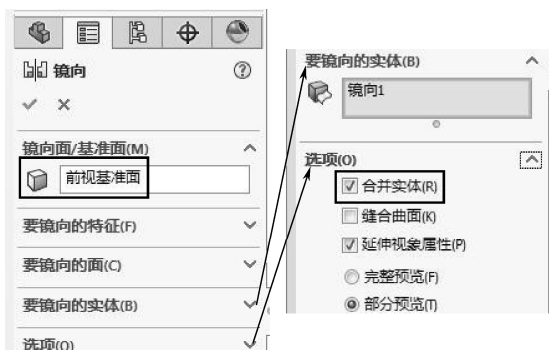 镜向
镜向面/基准面(M)
前视基准面
要镜向的特征(F)
要镜向的面(C)
要镜向的实体(B)
选项(O)
要镜向的实体(B)
镜向1
选项(O)
合并实体(R)
缝合曲面(K)
延伸视象属性(P)
完整预览(F)
部分预览(T)